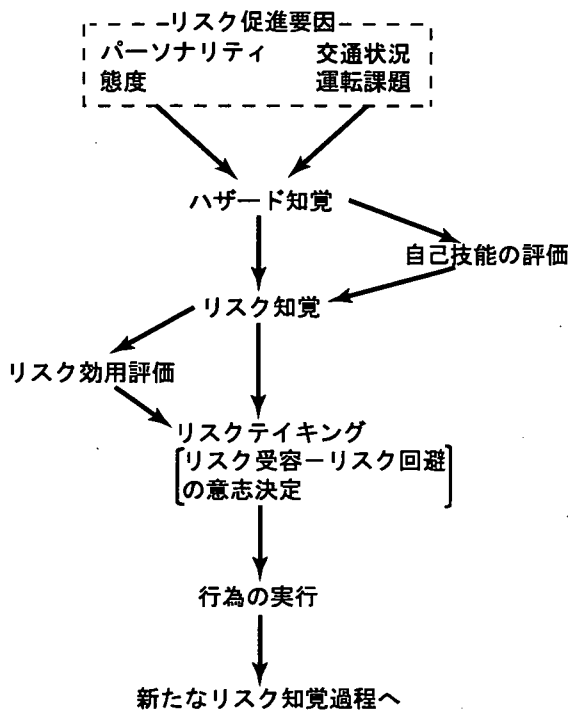 リスク促進要因
パーソナリティ 交通状況
態度 運転課題
ハザード知覚
自己技能の評価
リスク知覚
リスク効用評価
リスクテイキング
リスク受容－リスク回避
の意志決定
行為の実行
新たなリスク知覚過程へ